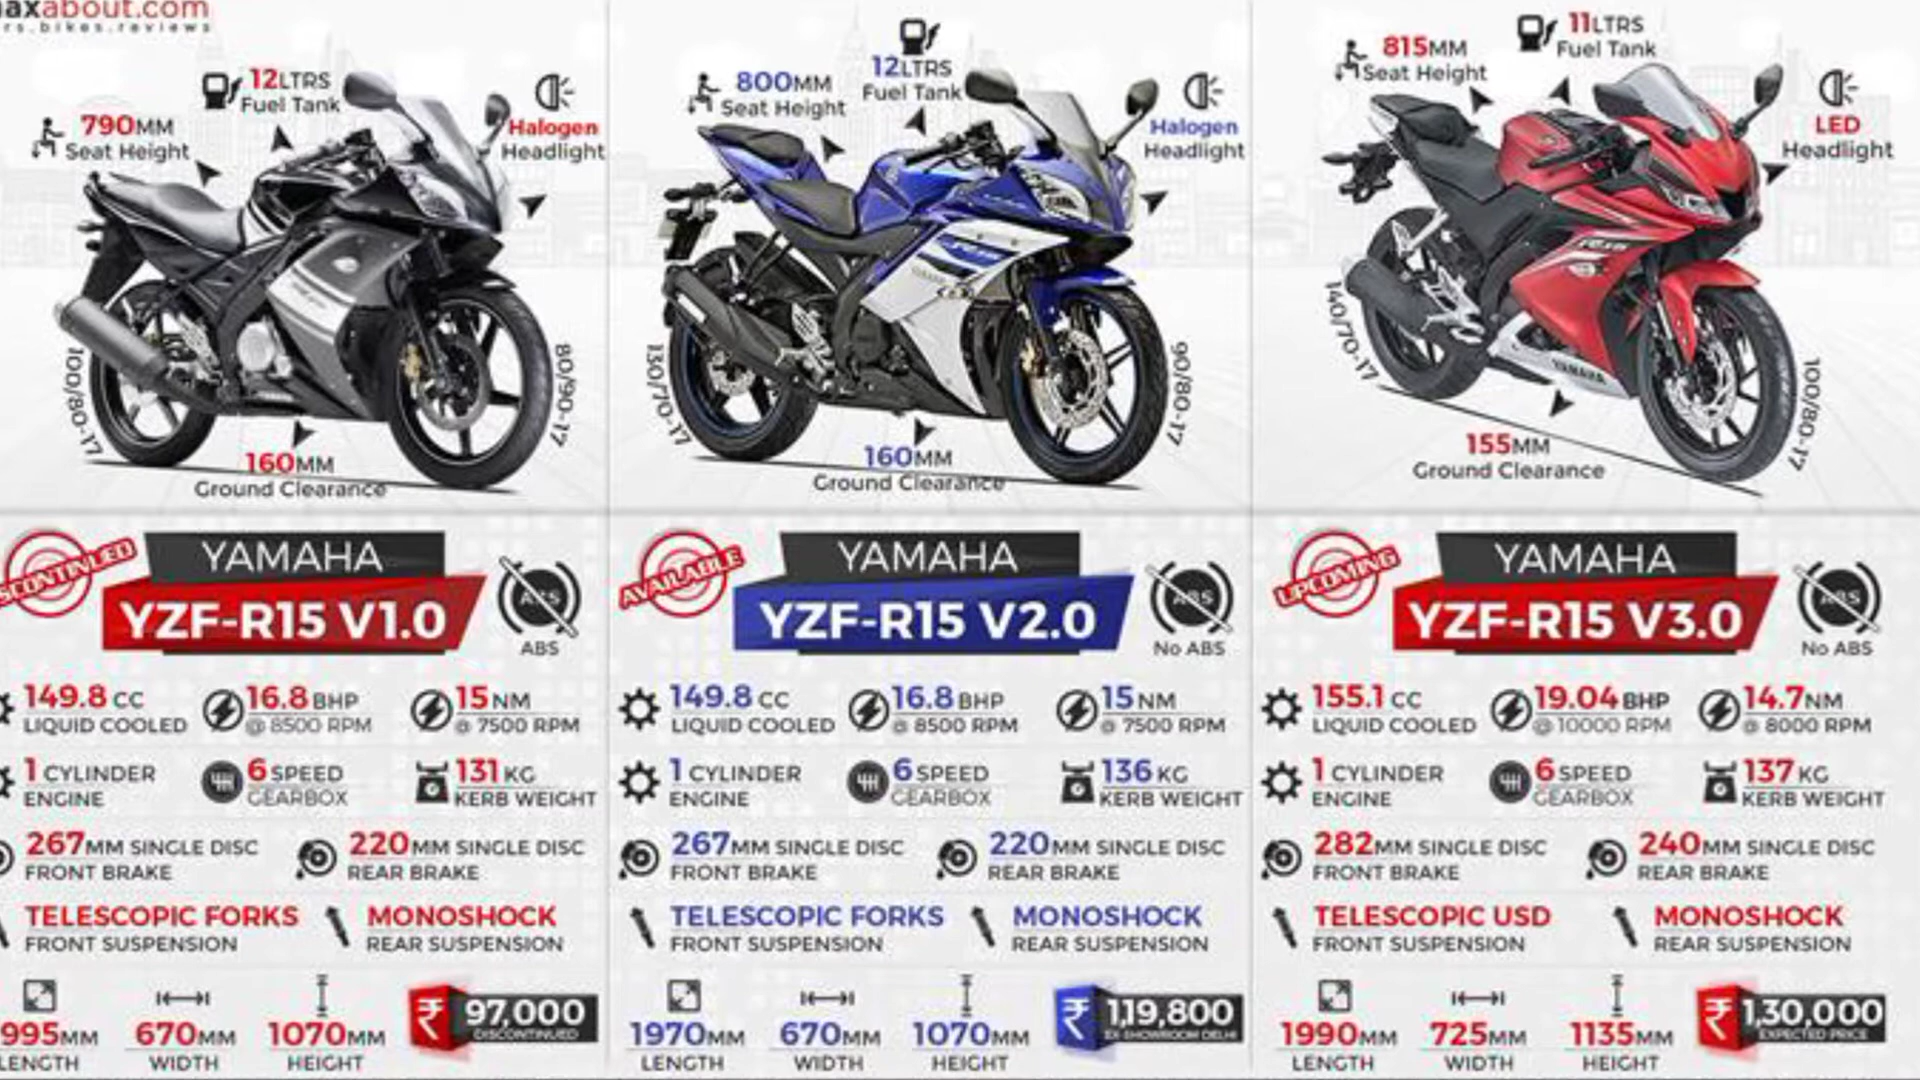 maxabout.com
rs.bikes.reviews
790MM
Seat Height
12LTRS
Fuel Tank
Halogen
Headlight
100/80-17
80/90-17
160MM
Ground Clearance
800MM
Seat Height
12LTRS
Fuel Tank
Halogen
Headlight
130/70-17
90/80-17
160MM
Ground Clearance
815MM
Seat Height
11LTRS
Fuel Tank
LED
Headlight
140/70-17
100/80-17
YAMAHA
155MM
Ground Clearance
SCONTINUED
YAMAHA
YZF-R15 V1.0
ABS
ABS
149.8 CC
LIQUID COOLED
16.8 BHP
@ 8500 RPM
15 NM
@ 7500 RPM
1 CYLINDER
ENGINE
6 SPEED
GEARBOX
131 KG
KERB WEIGHT
267MM SINGLE DISC
FRONT BRAKE
220MM SINGLE DISC
REAR BRAKE
TELESCOPIC FORKS
FRONT SUSPENSION
MONOSHOCK
REAR SUSPENSION
995MM
LENGTH
670MM
WIDTH
1070MM
HEIGHT
₹ 97,000
DISCONTINUED
AVAILABLE
YAMAHA
YZF-R15 V2.0
ABS
No ABS
149.8 CC
LIQUID COOLED
16.8 BHP
@ 8500 RPM
15 NM
@ 7500 RPM
1 CYLINDER
ENGINE
6 SPEED
GEARBOX
136 KG
KERB WEIGHT
267MM SINGLE DISC
FRONT BRAKE
220MM SINGLE DISC
REAR BRAKE
TELESCOPIC FORKS
FRONT SUSPENSION
MONOSHOCK
REAR SUSPENSION
1970MM
LENGTH
670MM
WIDTH
1070MM
HEIGHT
₹ 1,19,800
EX-SHOWROOM DELHI
UPCOMING
YAMAHA
YZF-R15 V3.0
ABS
No ABS
155.1 CC
LIQUID COOLED
19.04 BHP
@ 10000 RPM
14.7NM
@ 8000 RPM
1 CYLINDER
ENGINE
6 SPEED
GEARBOX
137 KG
KERB WEIGHT
282MM SINGLE DISC
FRONT BRAKE
240MM SINGLE DISC
REAR BRAKE
TELESCOPIC USD
FRONT SUSPENSION
MONOSHOCK
REAR SUSPENSION
1990MM
LENGTH
725MM
WIDTH
1135MM
HEIGHT
₹ 1,30,000
EXPECTED PRICE